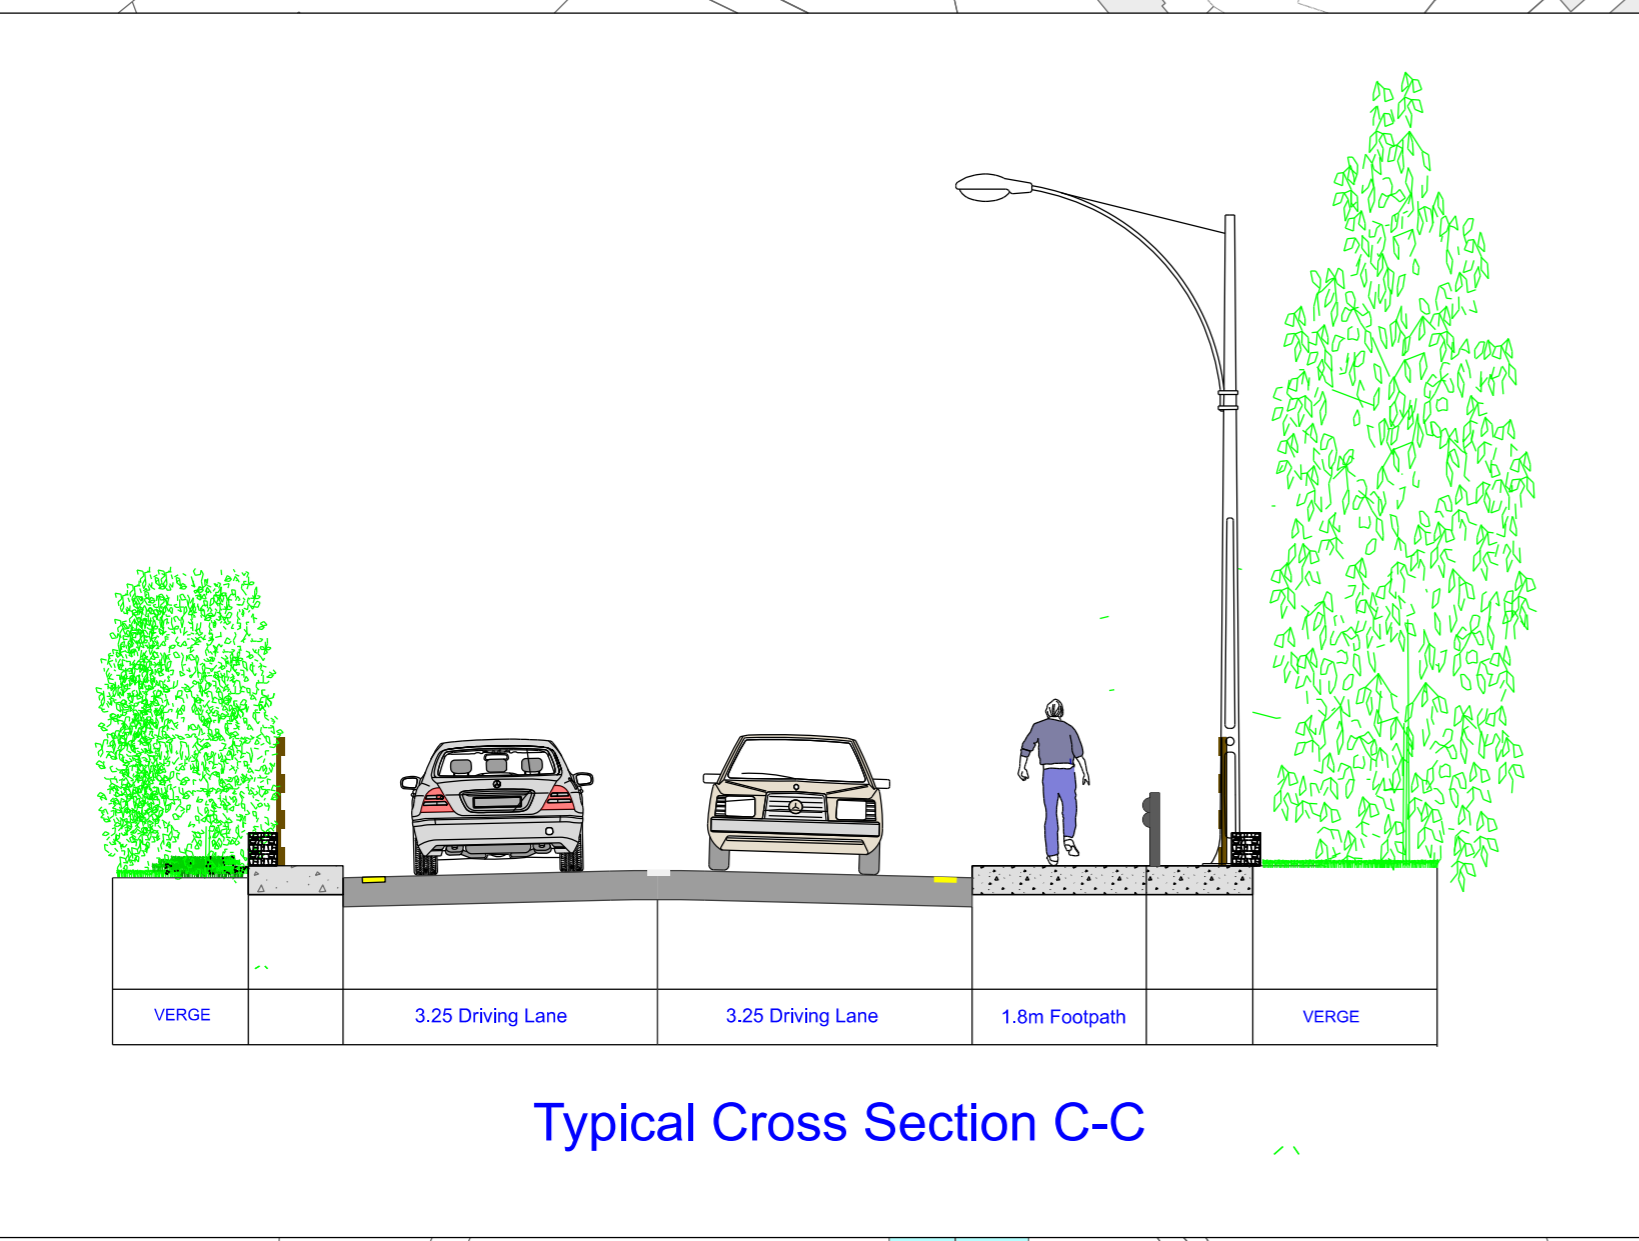 VERGE
3.25 Driving Lane
3.25 Driving Lane
1.8m Footpath
VERGE
Typical Cross Section C-C